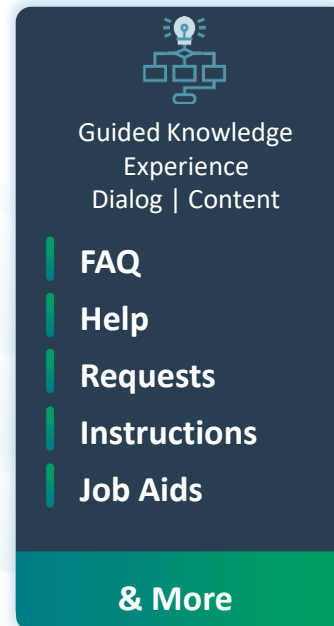 Guided Knowledge
Experience
Dialog | Content
FAQ
Help
Requests
Instructions
Job Aids
& More